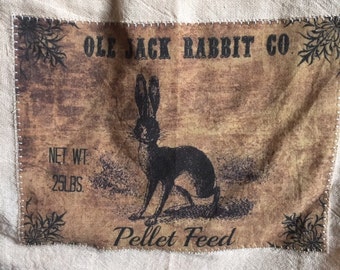 OLE JACK RABBIT CO
NET. WT.
25LBS.
Pellet Feed